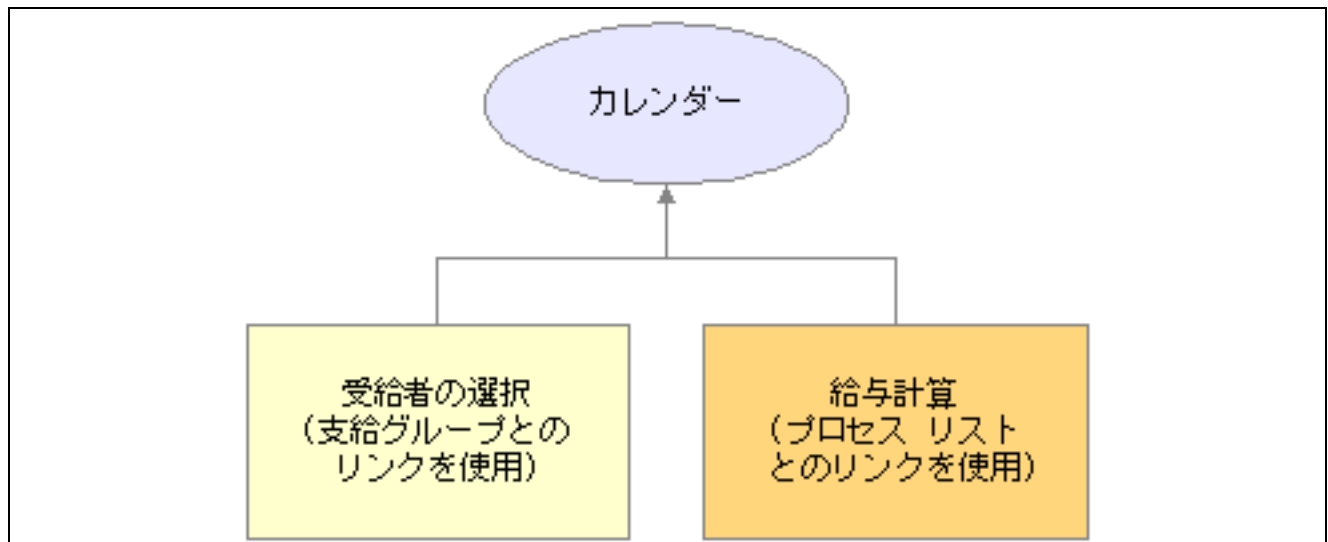 カレンダー
受給者の選択
（支給グループとの
リンクを使用）
給与計算
（プロセス リスト
とのリンクを使用）